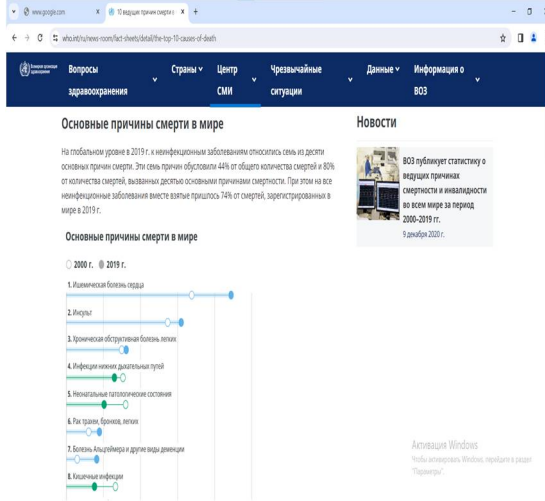 www.google.com
10 ведущих причин смерти в
who.int/ru/news-room/fact-sheets/detail/the-top-10-causes-of-death
Всемирная организация
здравоохранения
Вопросы
здравоохранения
Страны
Центр
СМИ
Чрезвычайные
ситуации
Данные
Информация о
ВОЗ
Основные причины смерти в мире
На глобальном уровне в 2019 г. к неинфекционным заболеваниям относились семь из десяти
основных причин смерти. Эти семь причин обусловили 44% от общего количества смертей и 80%
от количества смертей, вызванных десятью основными причинами смертности. При этом на все
неинфекционные заболевания вместе взятые пришлось 74% от смертей, зарегистрированных в
мире в 2019 г.
Основные причины смерти в мире
2000 г. 2019 г.
1. Ишемическая болезнь сердца
2. Инсульт
3. Хроническая обструктивная болезнь легких
4. Инфекции нижних дыхательных путей
5. Неонатальные патологические состояния
6. Рак трахеи, бронхов, легких
7. Болезнь Альцгеймера и другие виды деменции
8. Кишечные инфекции
Новости
ВОЗ публикует статистику о
ведущих причинах
смертности и инвалидности
во всем мире за период
2000–2019 гг.
9 декабря 2020 г.
Активация Windows
Чтобы активировать Windows, перейдите в раздел
"Параметры".